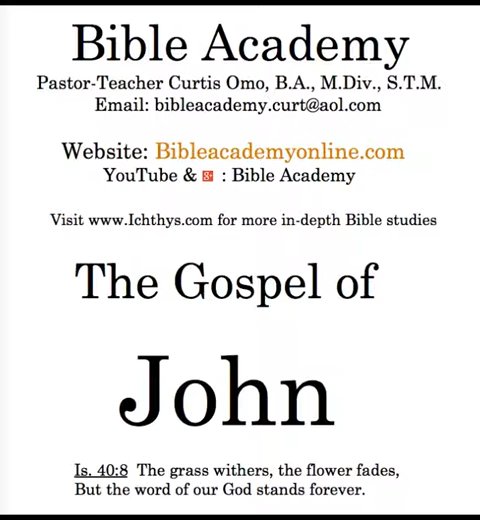 Bible Academy
Pastor-Teacher Curtis Omo, B.A., M.Div., S.T.M.
Email: bibleacademy.curt@aol.com
Website: Bibleacademyonline.com
YouTube & g+ : Bible Academy
Visit www.Ichthys.com for more in-depth Bible studies
The Gospel of
John
Is. 40:8 The grass withers, the flower fades,
But the word of our God stands forever.